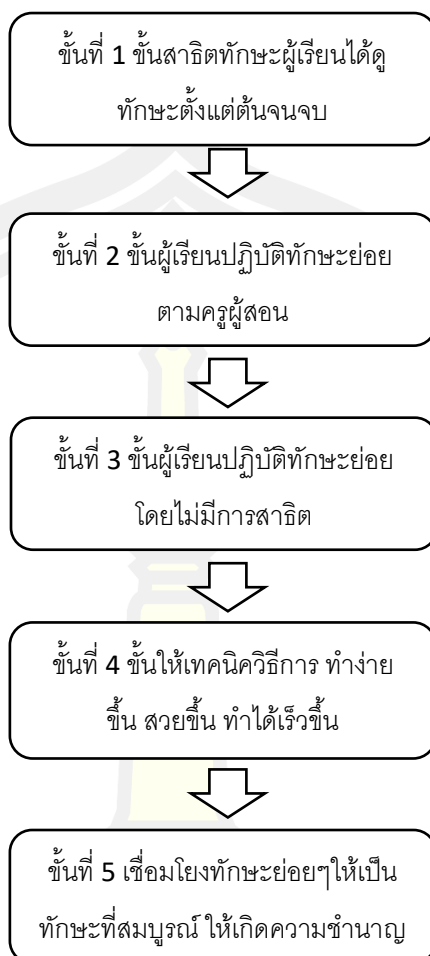 ขั้นที่ 1 ขั้นสาธิตทักษะผู้เรียนได้ดู
ทักษะตั้งแต่ต้นจนจบ
ขั้นที่ 2 ขั้นผู้เรียนปฏิบัติทักษะย่อย
ตามครูผู้สอน
ขั้นที่ 3 ขั้นผู้เรียนปฏิบัติทักษะย่อย
โดยไม่มีการสาธิต
ขั้นที่ 4 ขั้นให้เทคนิควิธีการ ทำง่าย
ขึ้น สวยขึ้น ทำได้เร็วขึ้น
ขั้นที่ 5 เชื่อมโยงทักษะย่อยๆให้เป็น
ทักษะที่สมบูรณ์ ให้เกิดความชำนาญ